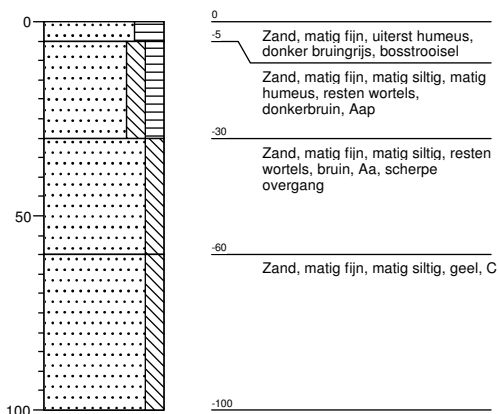 0
0
-5
Zand, matig fijn, uiterst humeus,
donker bruingrijs, bosstrooisel
Zand, matig fijn, matig siltig, matig
humeus, resten wortels,
donkerbruin, Aap
-30
Zand, matig fijn, matig siltig, resten
wortels, bruin, Aa, scherpe
overgang
50
-60
Zand, matig fijn, matig siltig, geel, C
100
-100